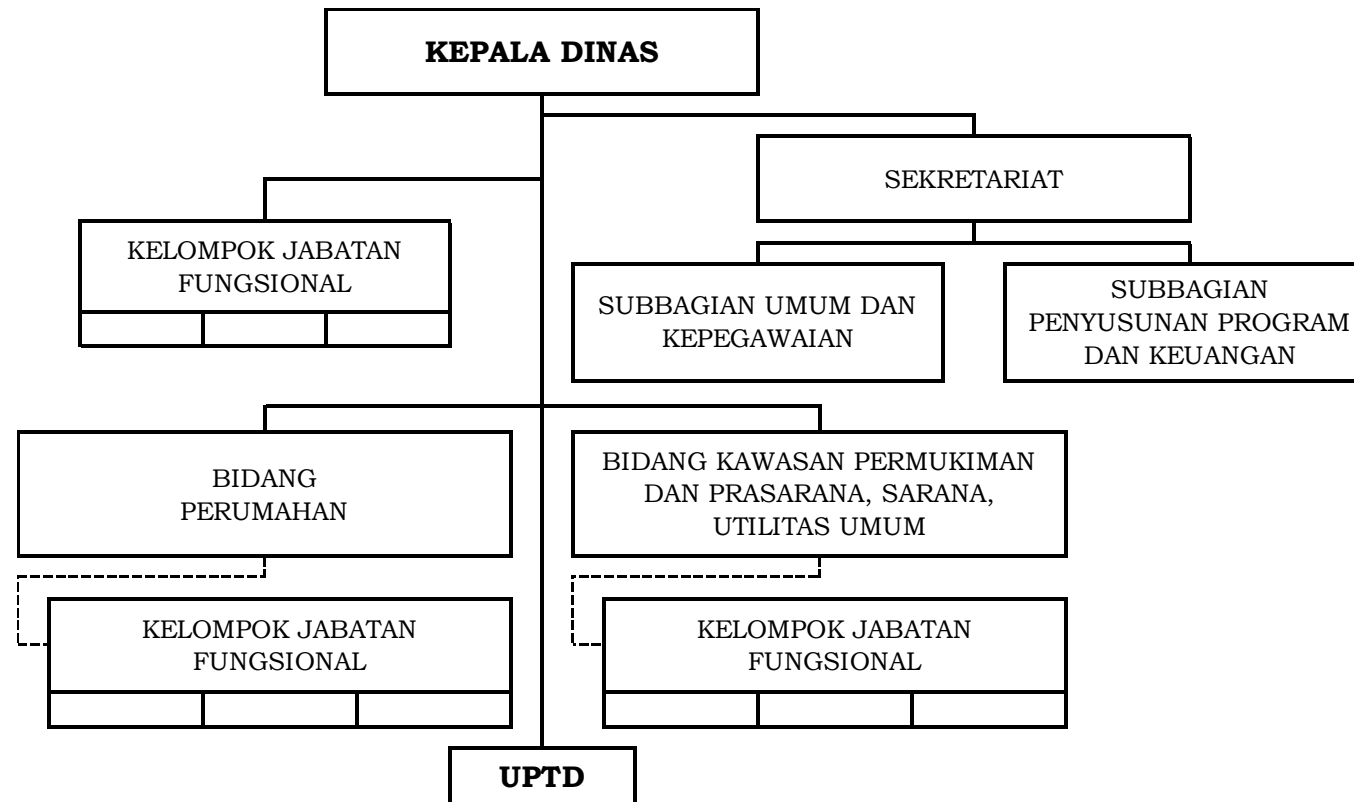 KEPALA DINAS
SEKRETARIAT
KELOMPOK JABATAN
FUNGSIONAL
SUBBAGIAN UMUM DAN
KEPEGAWAIAN
SUBBAGIAN
PENYUSUNAN PROGRAM
DAN KEUANGAN
BIDANG
PERUMAHAN
BIDANG KAWASAN PERMUKIMAN
DAN PRASARANA, SARANA,
UTILITAS UMUM
KELOMPOK JABATAN
FUNGSIONAL
KELOMPOK JABATAN
FUNGSIONAL
UPTD